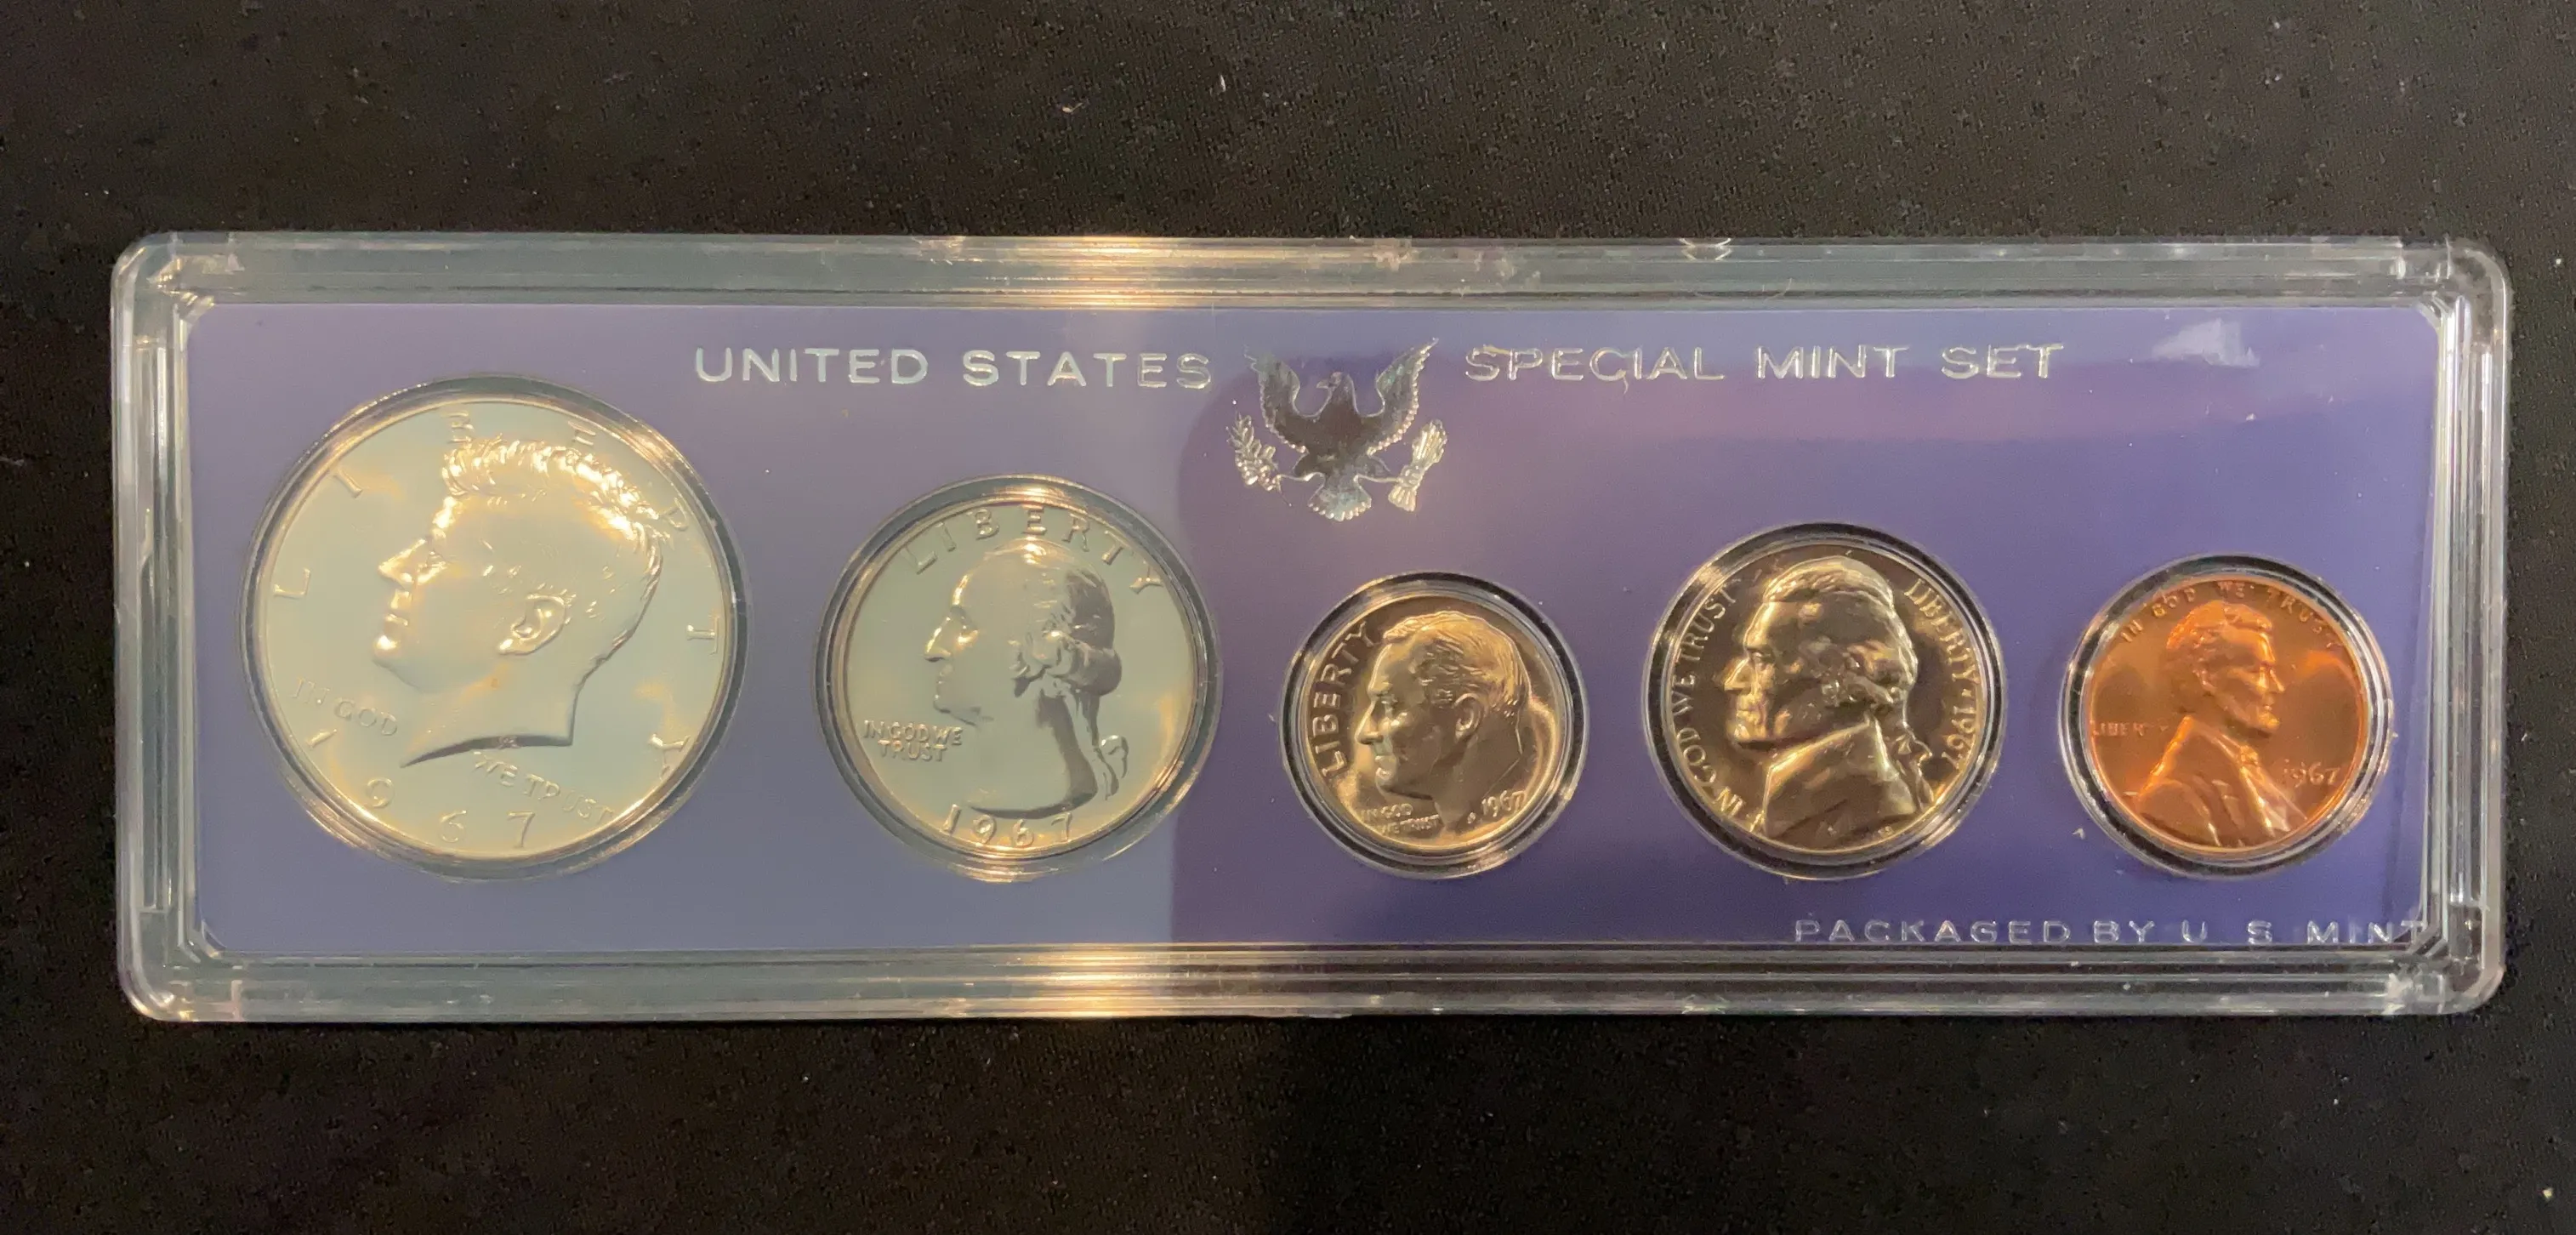 UNITED STATES SPECIAL MINT SET
LIBERTY
IN GOD WE TRUST
1967
LIBERTY
IN GOD WE
TRUST
1967
LIBERTY
IN GOD
WE TRUST
1967
IN GOD WE TRUST
LIBERTY 1967
IN GOD WE TRUST
LIBERTY
1967
PACKAGED BY U S MINT